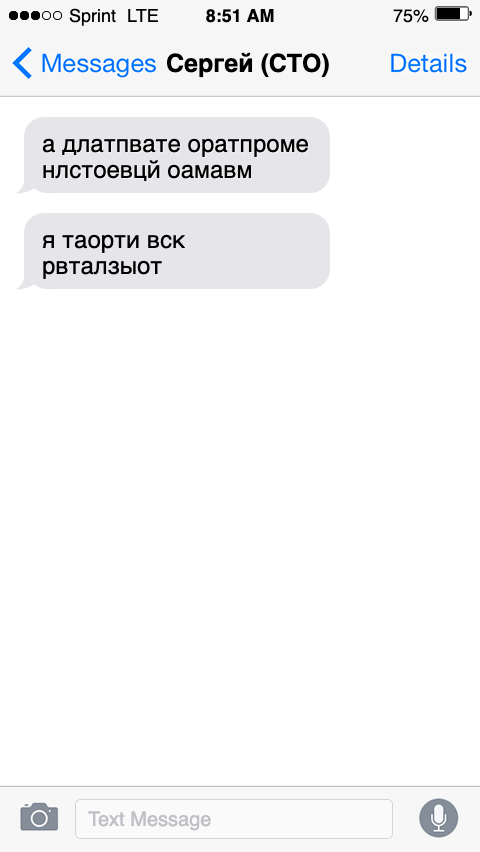 Sprint LTE 8:51 AM 75%
Messages Сергей (СТО) Details
а длатпвате оратпроме
нлстоевцй оамавм
я таорти вск
рвталзыот
Text Message